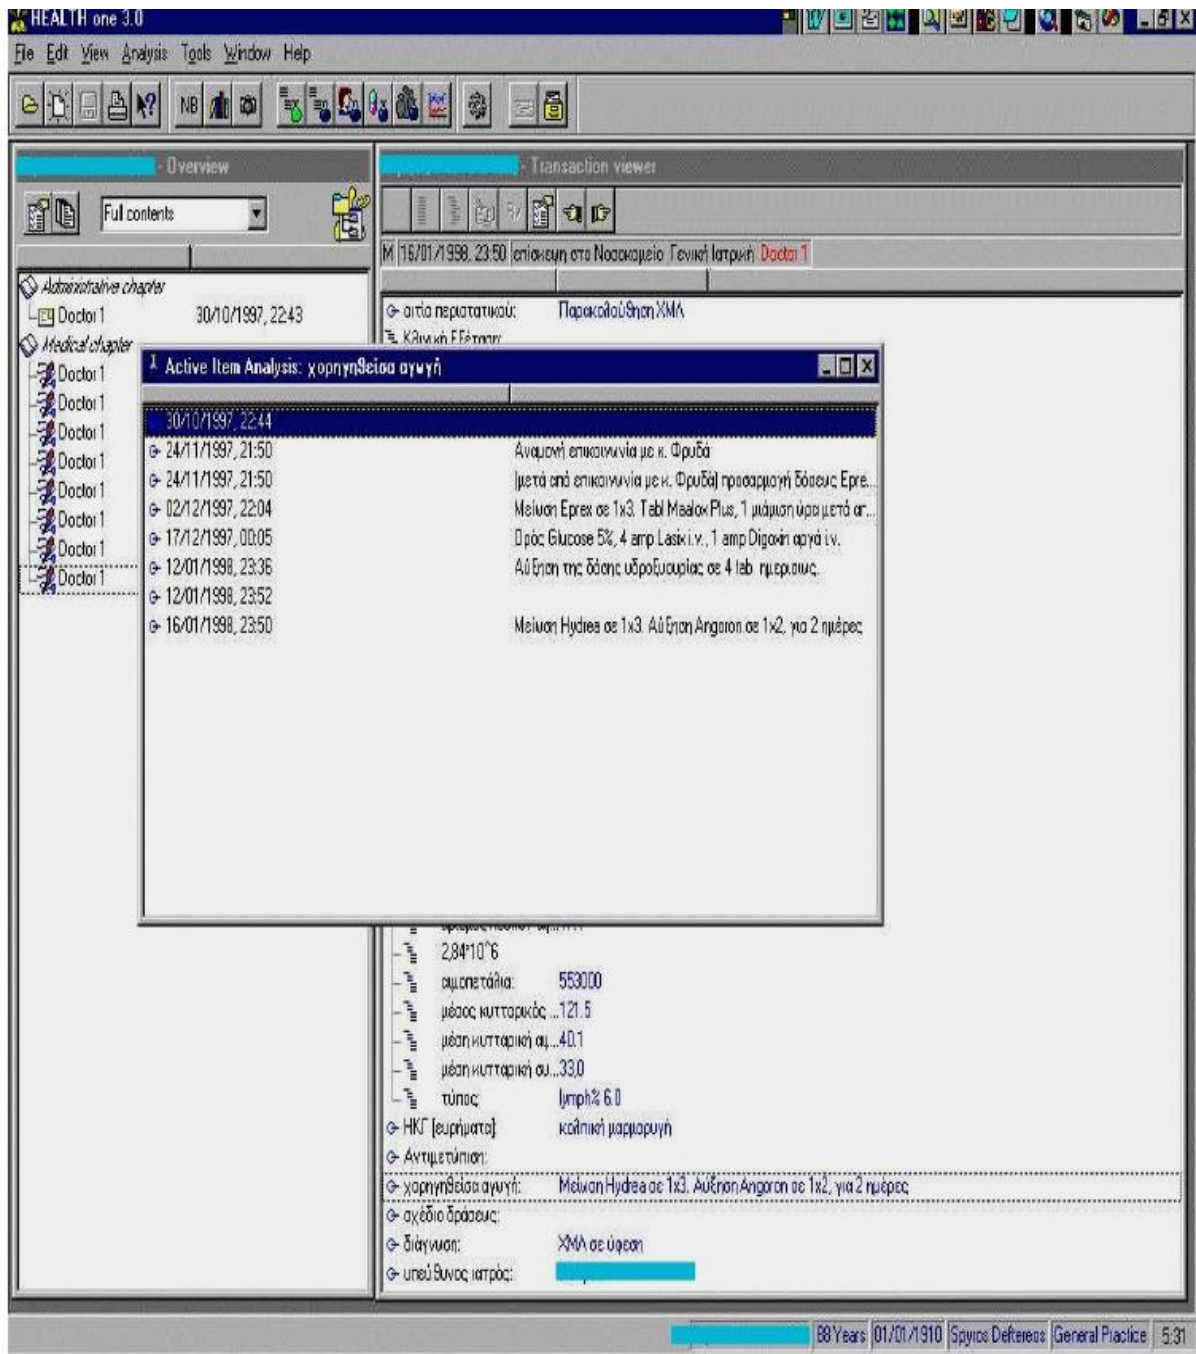 HEALTH one 3.0
File Edit View Analysis Tools Window Help
NB
- Overview
- Transaction viewer
Full contents
M 16/01/1998, 23:50 επίσκεψη στο Νοσοκομείο Γενική Ιατρική Doctor 1
Administrative chapter
Doctor 1 30/10/1997, 22:43
Medical chapter
Doctor 1
Doctor 1
Doctor 1
Doctor 1
Doctor 1
Doctor 1
Doctor 1
Doctor 1
αιτία περιστατικού: Παρακολούθηση ΧΜΛ
Κλινική Εξέταση:
Active Item Analysis: χορηγηθείσα αγωγή
30/10/1997, 22:44
24/11/1997, 21:50 Αναμονή επικοινωνία με κ. Φρυδά
24/11/1997, 21:50 (μετά από επικοινωνία με κ. Φρυδά) προσαρμογή δόσεως Epre...
02/12/1997, 22:04 Μείωση Eprex σε 1x3. Tabl Maalox Plus, 1 μιάμιση ώρα μετά απ...
17/12/1997, 00:05 Ορός Glucose 5%, 4 amp Lasix i.v., 1 amp Digoxin αργά i.v.
12/01/1998, 23:36 Αύξηση της δόσης υδροξυουρίας σε 4 tab ημερισιως.
12/01/1998, 23:52
16/01/1998, 23:50 Μείωση Hydrea σε 1x3. Αύξηση Angoron σε 1x2, για 2 ημέρες
2,84*10^6
αιμοπετάλια: 553000
μέσος κυτταρικός ...121.5
μέση κυτταρική αι...40.1
μέση κυτταρική συ...33,0
τύπος: lymph% 6.0
ΗΚΓ [ευρήματα]: κολπική μαρμαρυγή
Αντιμετώπιση:
χορηγηθείσα αγωγή: Μείωση Hydrea σε 1x3. Αύξηση Angoron σε 1x2, για 2 ημέρες
σχέδιο δράσεως:
διάγνωση: ΧΜΛ σε ύφεση
υπεύθυνος ιατρός:
88 Years 01/01/1910 Spyros Deftereos General Practice 5:31